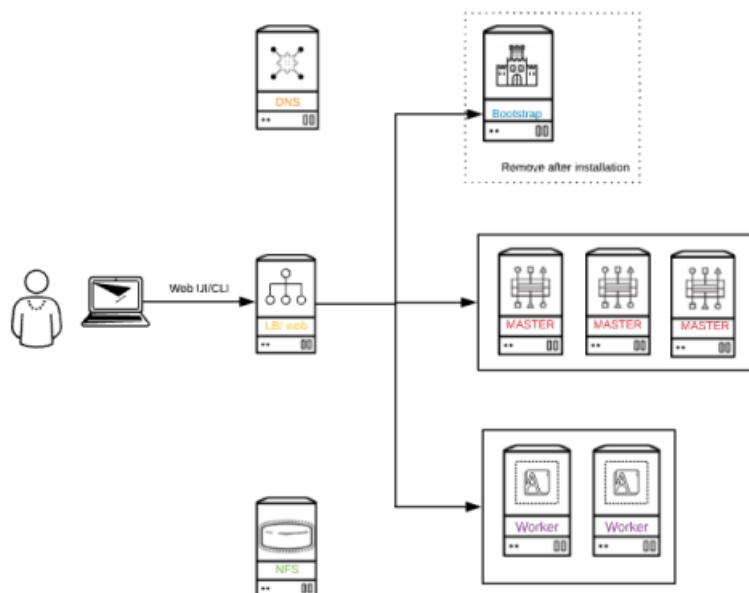 DNS
Bootstrap
Remove after installation
Web UI/CLI
LB/ web
MASTER
MASTER
MASTER
Worker
Worker
NFS